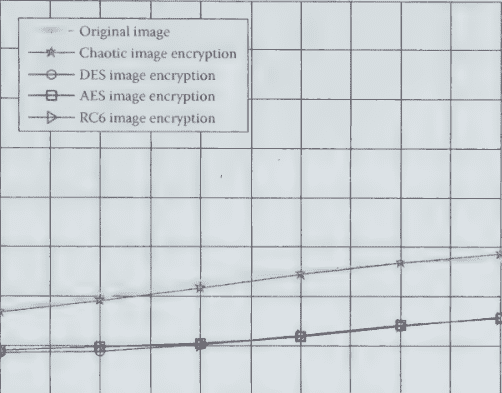 Original image
Chaotic image encryption
DES image encryption
AES image encryption
RC6 image encryption